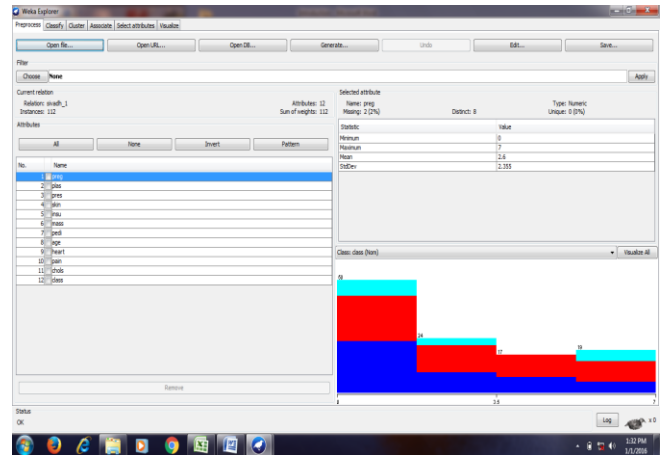 Weka Explorer
Preprocess Classify Cluster Associate Select attributes Visualize
Open file... Open URL... Open DB... Generate... Undo Edit... Save...
Filter
Choose None Apply
Current relation
Relation: sivadh_1 Attributes: 12
Instances: 112 Sum of weights: 112
Attributes
All None Invert Pattern
No. Name
1 preg
2 plas
3 pres
4 skin
5 insu
6 mass
7 pedi
8 age
9 heart
10 pain
11 chols
12 class
Remove
Selected attribute
Name: preg Type: Numeric
Missing: 2 (2%) Distinct: 8 Unique: 0 (0%)
Statistic Value
Minimum 0
Maximum 7
Mean 2.6
StdDev 2.355
Class: class (Nom) Visualize All
50
24
17
19
0 3.5 7
Status
OK
Log x 0
1:32 PM
1/1/2016